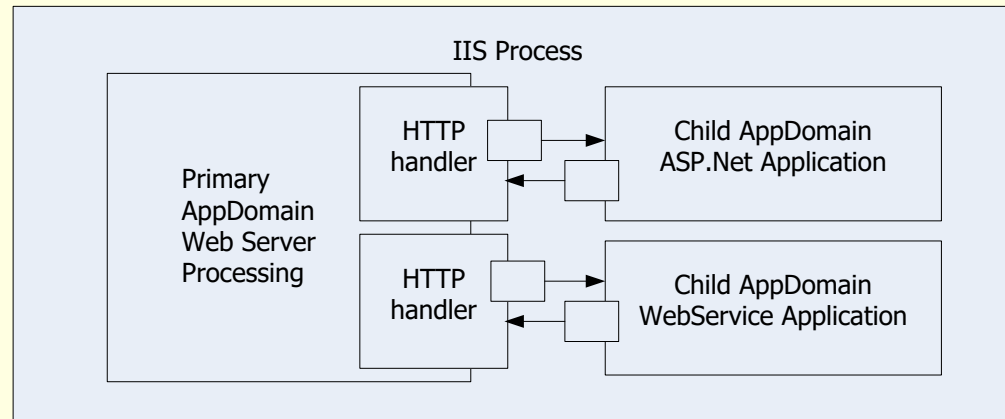 IIS Process
Primary
AppDomain
Web Server
Processing
HTTP
handler
Child AppDomain
ASP.Net Application
HTTP
handler
Child AppDomain
WebService Application